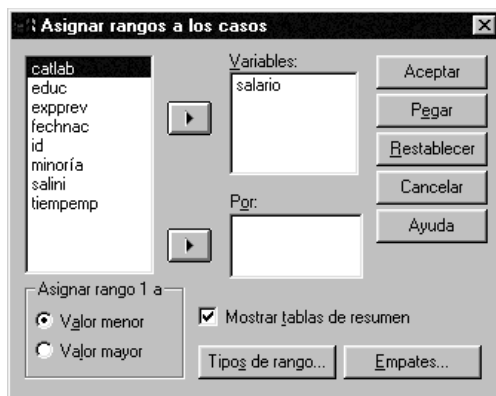 Asignar rangos a los casos
catlab
educ
expprev
fechnac
id
minoría
salini
tiempemp
Variables:
salario
Por:
Aceptar
Pegar
Restablecer
Cancelar
Ayuda
Asignar rango 1 a
Valor menor
Valor mayor
Mostrar tablas de resumen
Tipos de rango...
Empates...